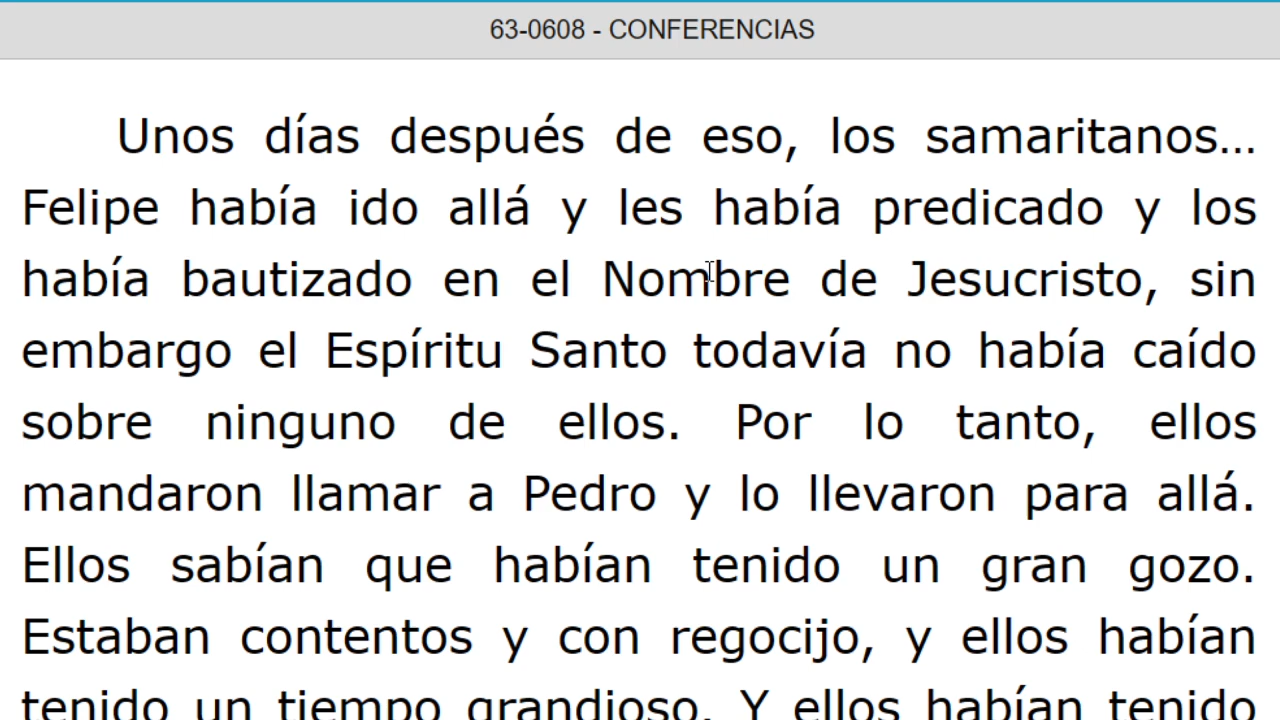 63-0608 - CONFERENCIAS
Unos días después de eso, los samaritanos...
Felipe había ido allá y les había predicado y los
había bautizado en el Nombre de Jesucristo, sin
embargo el Espíritu Santo todavía no había caído
sobre ninguno de ellos. Por lo tanto, ellos
mandaron llamar a Pedro y lo llevaron para allá.
Ellos sabían que habían tenido un gran gozo.
Estaban contentos y con regocijo, y ellos habían
tenido un tiempo grandioso. Y ellos habían tenido